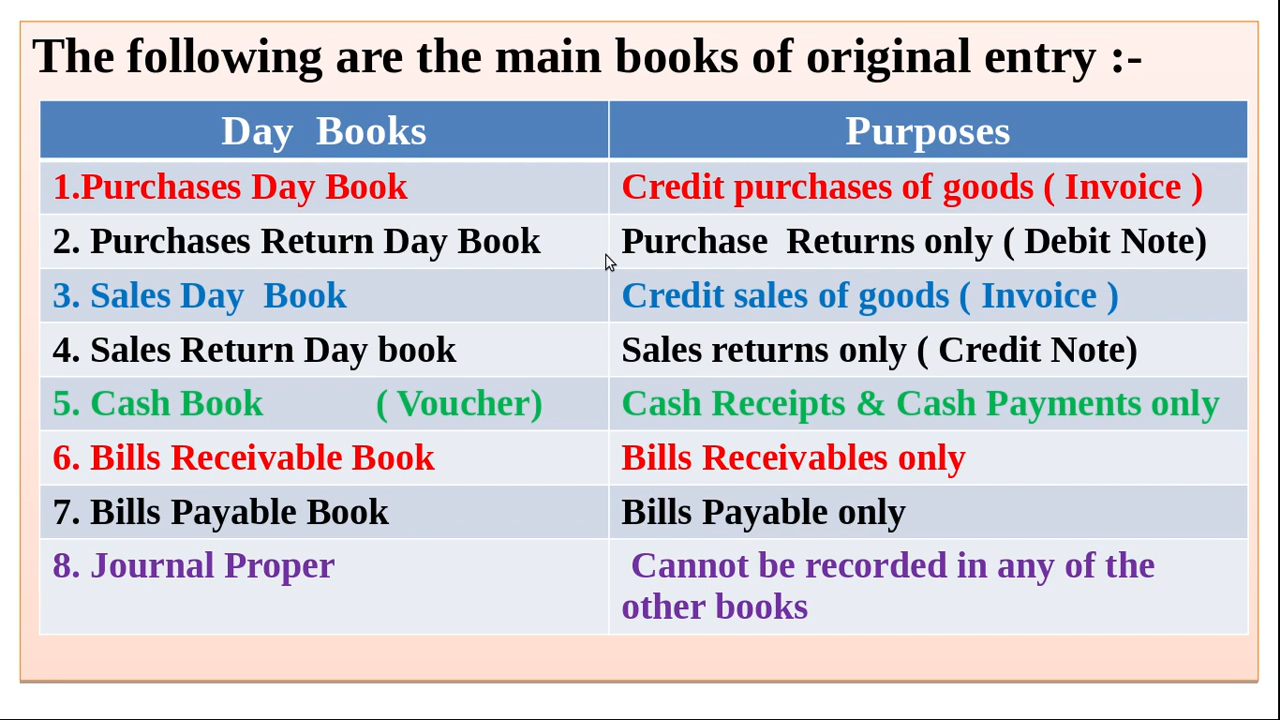 The following are the main books of original entry :-
Day Books Purposes
1.Purchases Day Book Credit purchases of goods ( Invoice )
2. Purchases Return Day Book Purchase Returns only ( Debit Note)
3. Sales Day Book Credit sales of goods ( Invoice )
4. Sales Return Day book Sales returns only ( Credit Note)
5. Cash Book ( Voucher) Cash Receipts & Cash Payments only
6. Bills Receivable Book Bills Receivables only
7. Bills Payable Book Bills Payable only
8. Journal Proper Cannot be recorded in any of the
other books